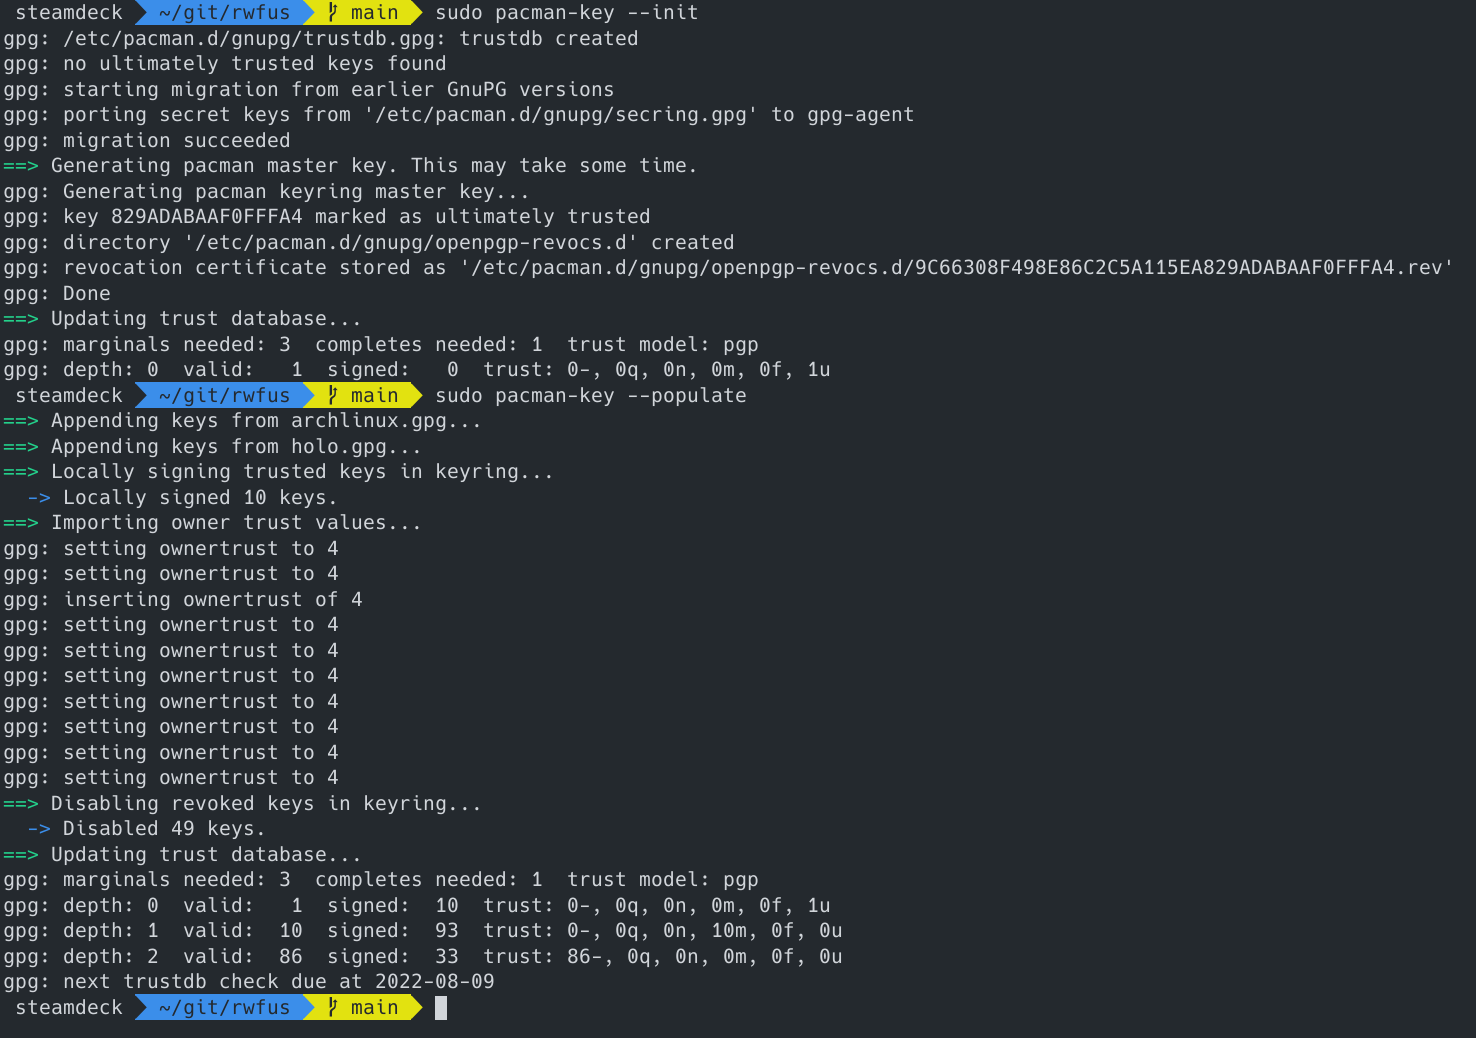 steamdeck ~/git/rwfus main sudo pacman-key --init
gpg: /etc/pacman.d/gnupg/trustdb.gpg: trustdb created
gpg: no ultimately trusted keys found
gpg: starting migration from earlier GnuPG versions
gpg: porting secret keys from '/etc/pacman.d/gnupg/secring.gpg' to gpg-agent
gpg: migration succeeded
==> Generating pacman master key. This may take some time.
gpg: Generating pacman keyring master key...
gpg: key 829ADABAAF0FFFA4 marked as ultimately trusted
gpg: directory '/etc/pacman.d/gnupg/openpgp-revocs.d' created
gpg: revocation certificate stored as '/etc/pacman.d/gnupg/openpgp-revocs.d/9C66308F498E86C2C5A115EA829ADABAAF0FFFA4.rev'
gpg: Done
==> Updating trust database...
gpg: marginals needed: 3  completes needed: 1  trust model: pgp
gpg: depth: 0  valid:   1  signed:   0  trust: 0-, 0q, 0n, 0m, 0f, 1u
steamdeck ~/git/rwfus main sudo pacman-key --populate
==> Appending keys from archlinux.gpg...
==> Appending keys from holo.gpg...
==> Locally signing trusted keys in keyring...
  -> Locally signed 10 keys.
==> Importing owner trust values...
gpg: setting ownertrust to 4
gpg: setting ownertrust to 4
gpg: inserting ownertrust of 4
gpg: setting ownertrust to 4
gpg: setting ownertrust to 4
gpg: setting ownertrust to 4
gpg: setting ownertrust to 4
gpg: setting ownertrust to 4
gpg: setting ownertrust to 4
gpg: setting ownertrust to 4
==> Disabling revoked keys in keyring...
  -> Disabled 49 keys.
==> Updating trust database...
gpg: marginals needed: 3  completes needed: 1  trust model: pgp
gpg: depth: 0  valid:   1  signed:  10  trust: 0-, 0q, 0n, 0m, 0f, 1u
gpg: depth: 1  valid:  10  signed:  93  trust: 0-, 0q, 0n, 10m, 0f, 0u
gpg: depth: 2  valid:  86  signed:  33  trust: 86-, 0q, 0n, 0m, 0f, 0u
gpg: next trustdb check due at 2022-08-09
steamdeck ~/git/rwfus main